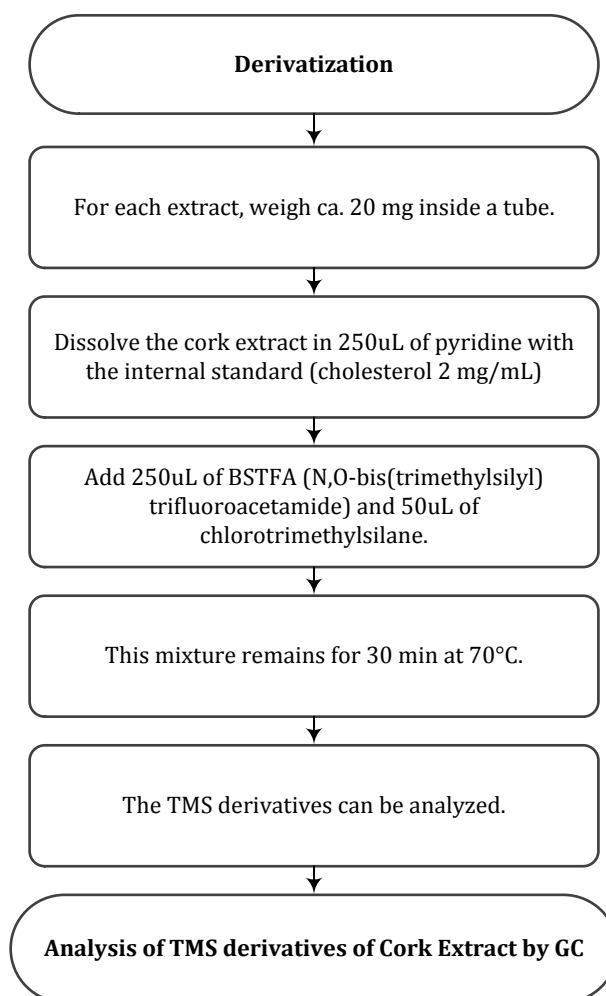 Derivatization
For each extract, weigh ca. 20 mg inside a tube.
Dissolve the cork extract in 250uL of pyridine with
the internal standard (cholesterol 2 mg/mL)
Add 250uL of BSTFA (N,O-bis(trimethylsilyl)
trifluoroacetamide) and 50uL of
chlorotrimethylsilane.
This mixture remains for 30 min at 70°C.
The TMS derivatives can be analyzed.
Analysis of TMS derivatives of Cork Extract by GC